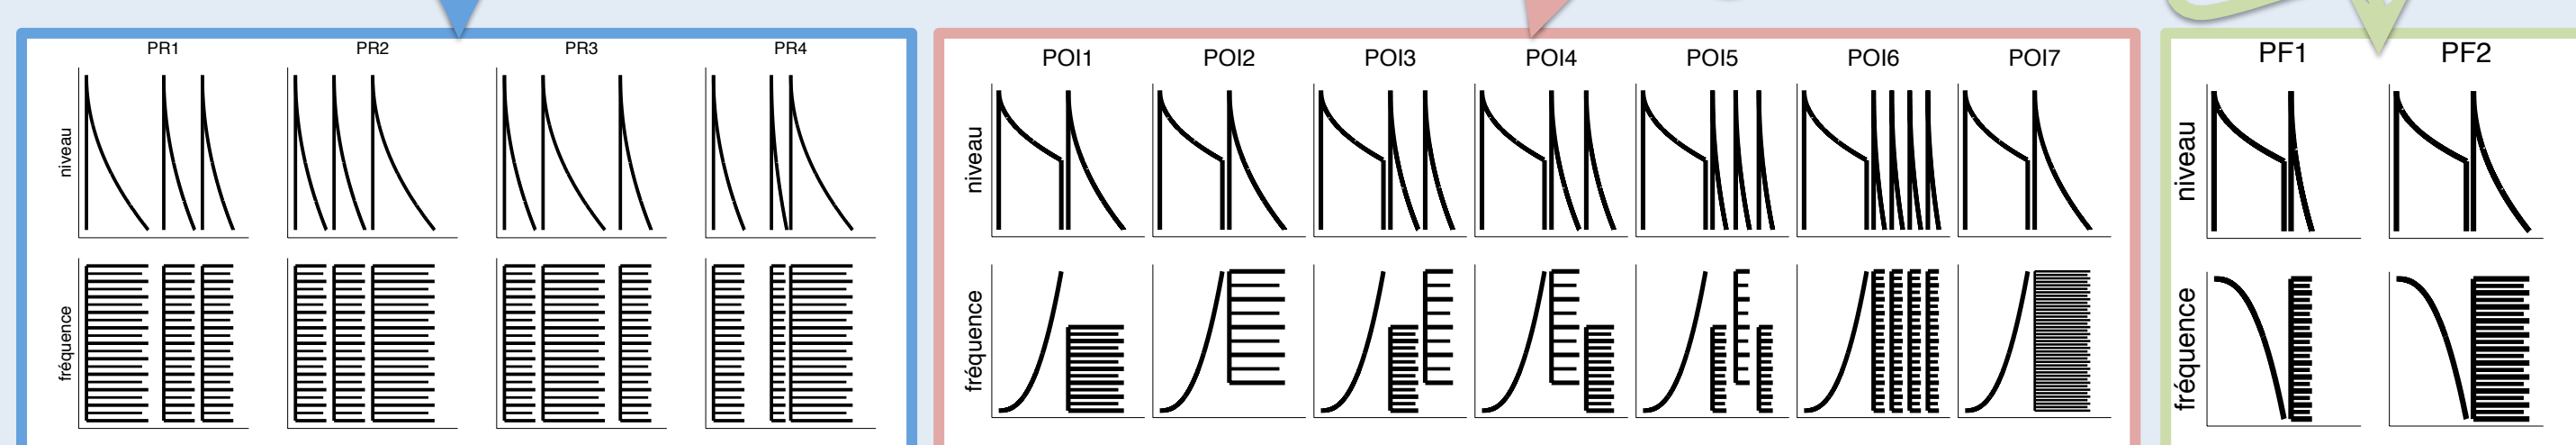 PR1 PR2 PR3 PR4
niveau
fréquence
POI1 POI2 POI3 POI4 POI5 POI6 POI7
niveau
fréquence
PF1 PF2
niveau
fréquence